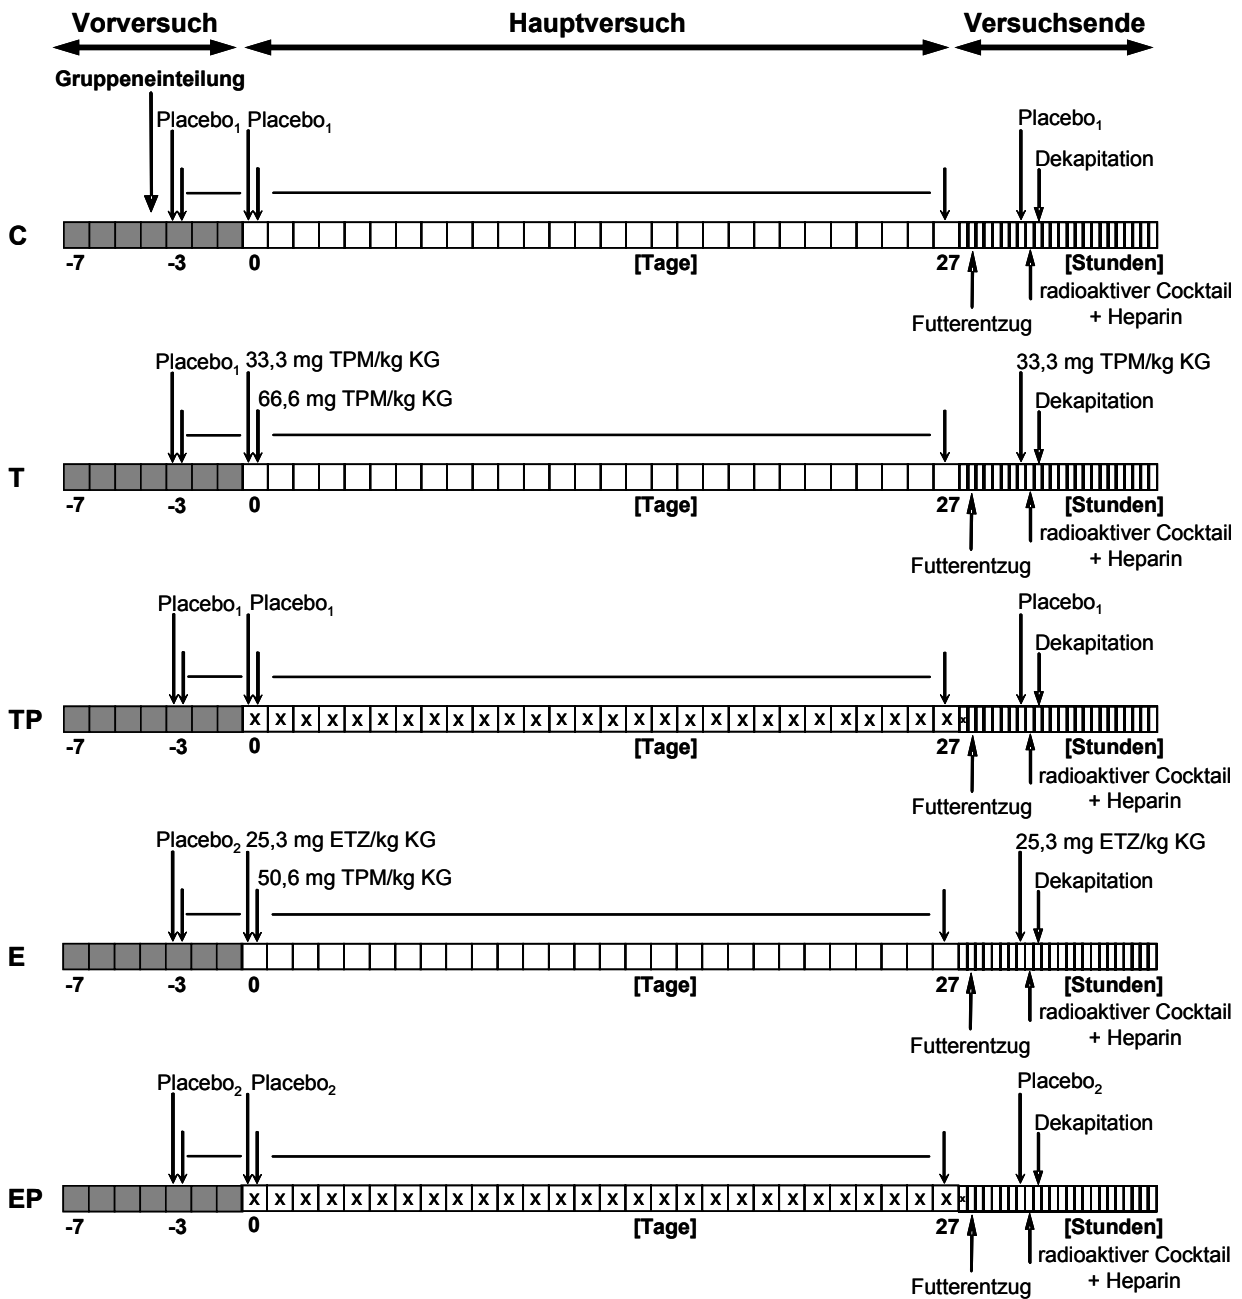 Vorversuch Hauptversuch Versuchsende
Gruppeneinteilung
Placebo₁ Placebo₁ Placebo₁
Dekapitation
C
-7 -3 0 [Tage] 27 [Stunden]
radioaktiver Cocktail
+ Heparin
Futterentzug
Placebo₁ 33,3 mg TPM/kg KG 33,3 mg TPM/kg KG
66,6 mg TPM/kg KG Dekapitation
T
-7 -3 0 [Tage] 27 [Stunden]
radioaktiver Cocktail
+ Heparin
Futterentzug
Placebo₁ Placebo₁ Placebo₁
Dekapitation
TP x x x x x x x x x x x x x x x x x x x x x x x x x x x x x
-7 -3 0 [Tage] 27 [Stunden]
radioaktiver Cocktail
+ Heparin
Futterentzug
Placebo₂ 25,3 mg ETZ/kg KG 25,3 mg ETZ/kg KG
50,6 mg TPM/kg KG Dekapitation
E
-7 -3 0 [Tage] 27 [Stunden]
radioaktiver Cocktail
+ Heparin
Futterentzug
Placebo₂ Placebo₂ Placebo₂
Dekapitation
EP x x x x x x x x x x x x x x x x x x x x x x x x x x x x x
-7 -3 0 [Tage] 27 [Stunden]
radioaktiver Cocktail
+ Heparin
Futterentzug